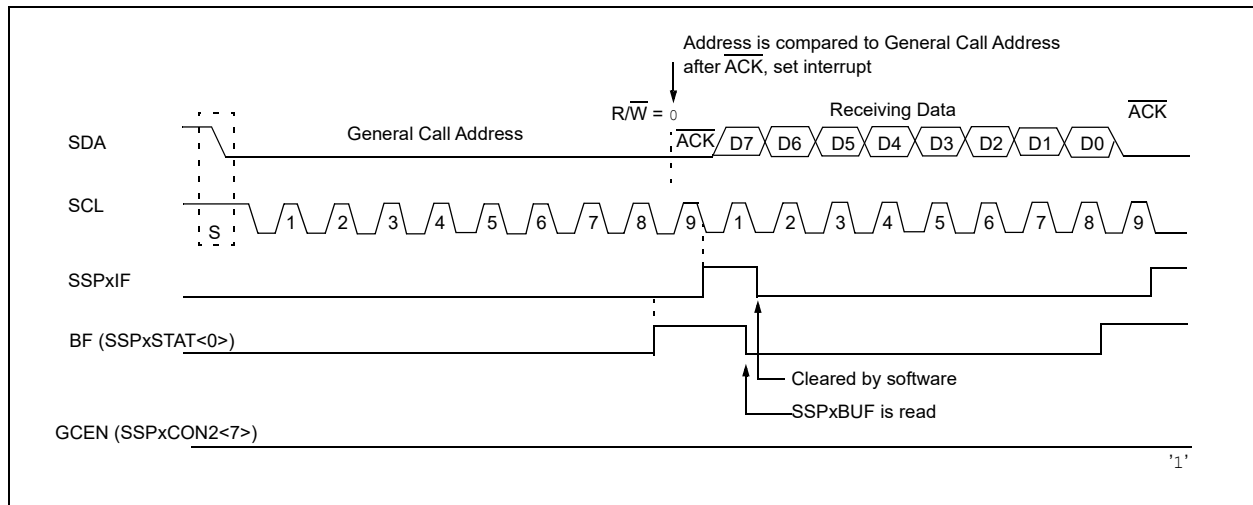 Address is compared to General Call Address
after A̅C̅K̅, set interrupt
R/W̅ = 0
Receiving Data
A̅C̅K̅
SDA
General Call Address
A̅C̅K̅
D7 D6 D5 D4 D3 D2 D1 D0
SCL
S
1 2 3 4 5 6 7 8 9 1 2 3 4 5 6 7 8 9
SSPxIF
BF (SSPxSTAT<0>)
Cleared by software
SSPxBUF is read
GCEN (SSPxCON2<7>)
'1'